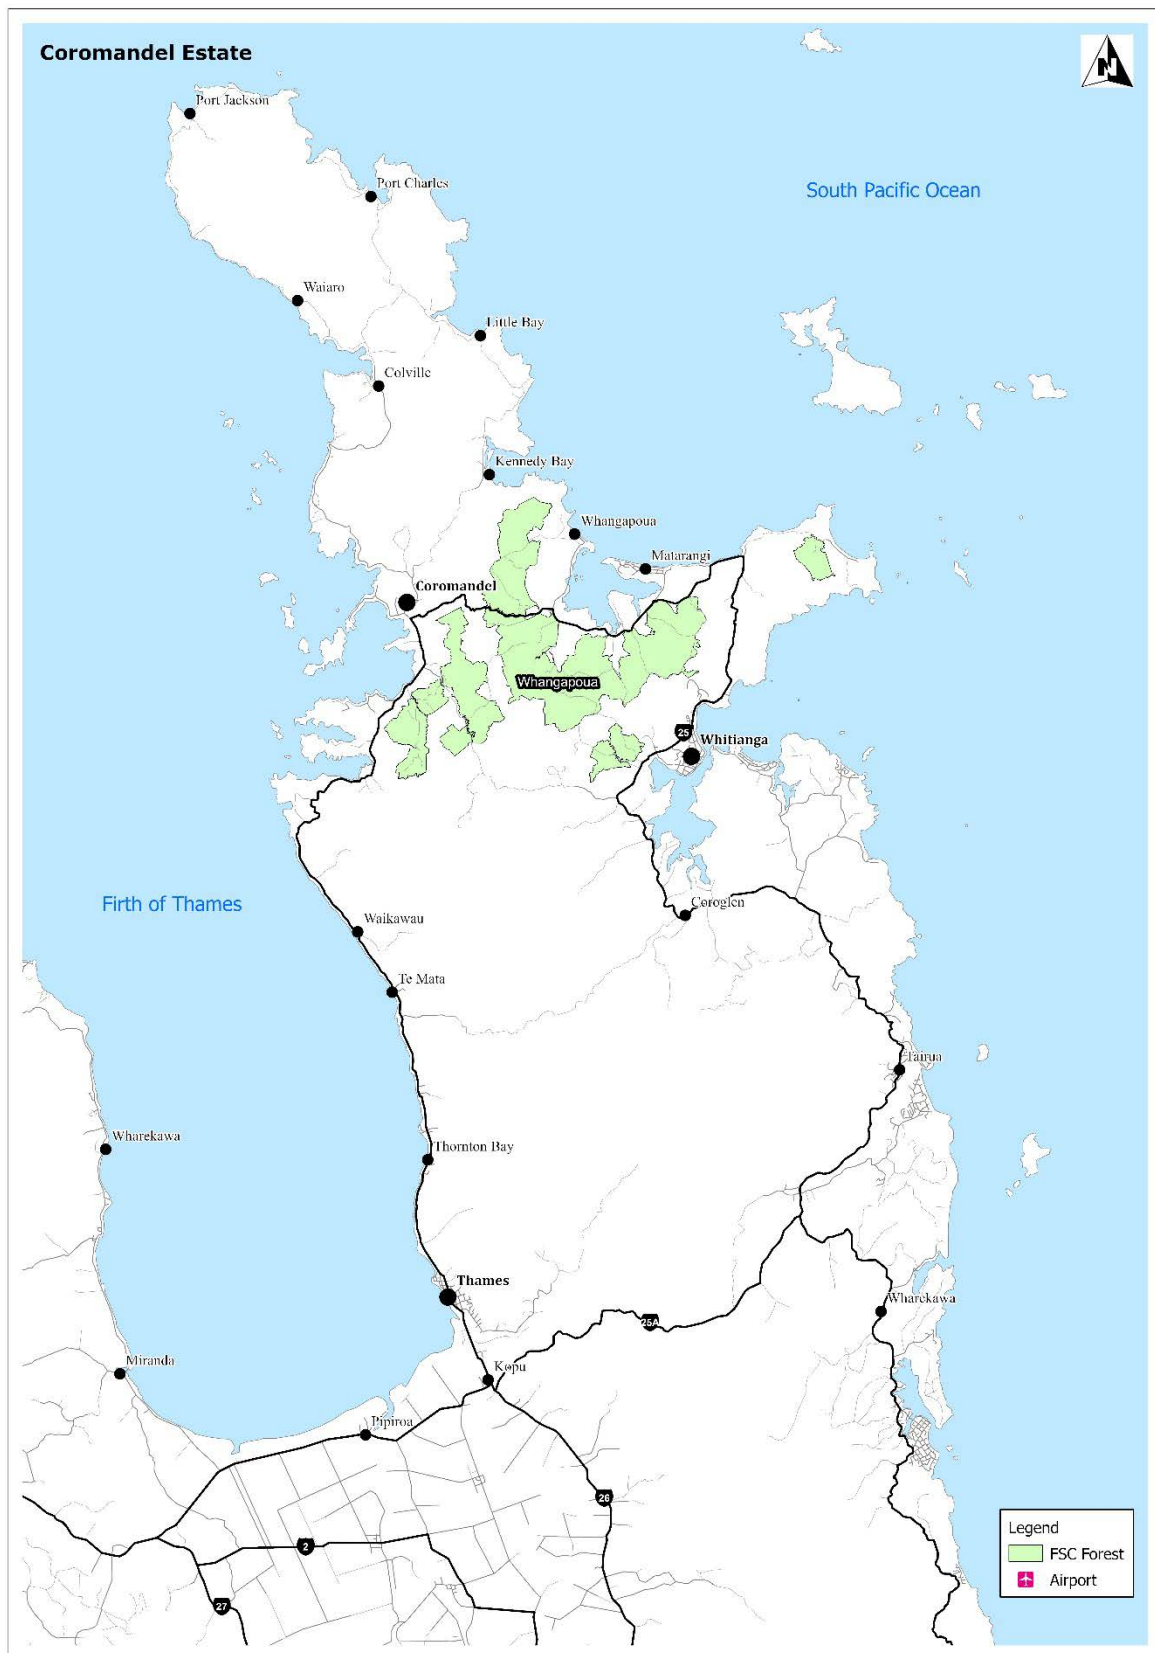 Coromandel Estate
N
Port Jackson
South Pacific Ocean
Port Charles
Waiaro
Little Bay
Colville
Kennedy Bay
Whangapoua
Matarangi
Coromandel
Whangapoua
25
Whitianga
Firth of Thames
Coroglen
Waikawau
Te Mata
Tairua
Wharekawa
Thornton Bay
Thames
Wharekawa
25A
Miranda
Kopu
Pipiroa
26
2
27
Legend
FSC Forest
Airport